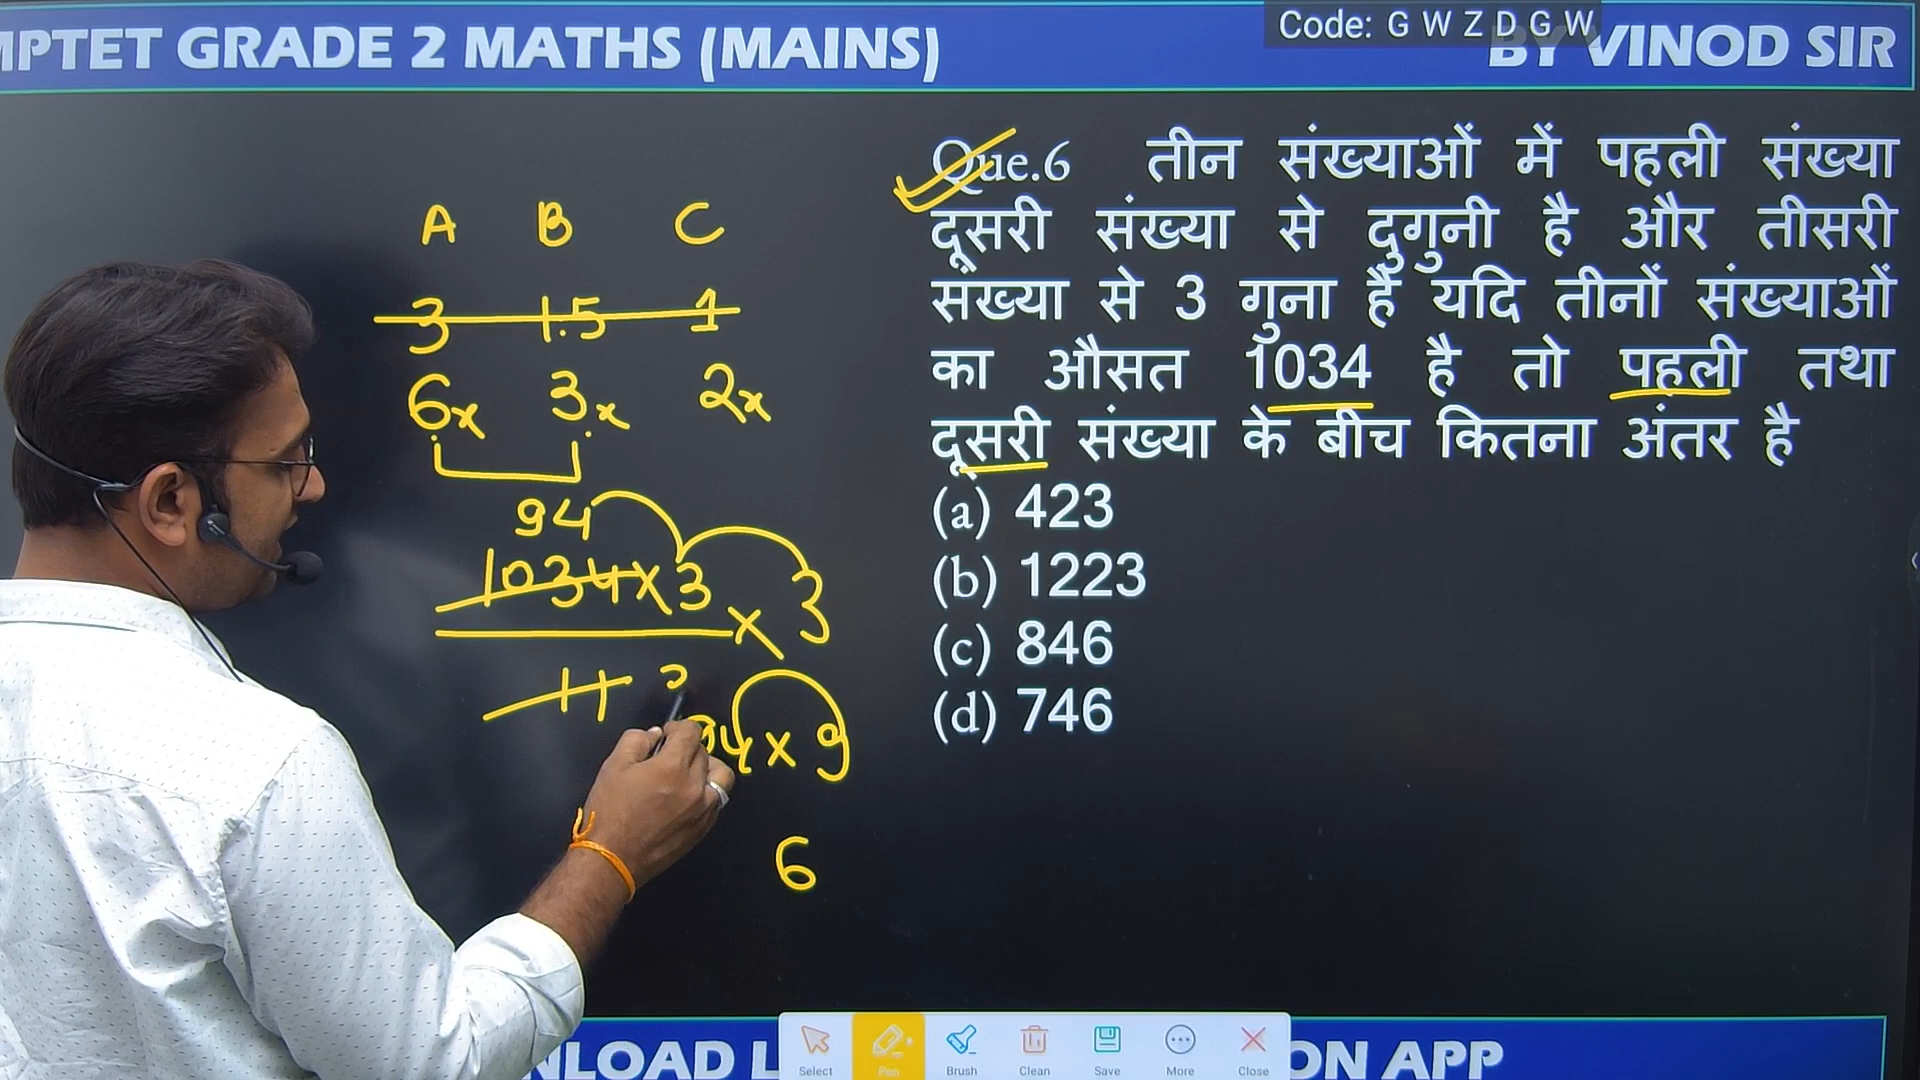 MPTET GRADE 2 MATHS (MAINS)
Code: G W Z D G W
BY VINOD SIR
Que.6 तीन संख्याओं में पहली संख्या
दूसरी संख्या से दुगुनी है और तीसरी
संख्या से 3 गुना है यदि तीनों संख्याओं
का औसत 1034 है तो पहली तथा
दूसरी संख्या के बीच कितना अंतर है
(a) 423
(b) 1223
(c) 846
(d) 746
A B C
3 1.5 1
6x 3x 2x
94
1034 x 3 x 3
11
94 x 9
6
NLOAD L
ON APP
Select Pen Brush Clean Save More Close